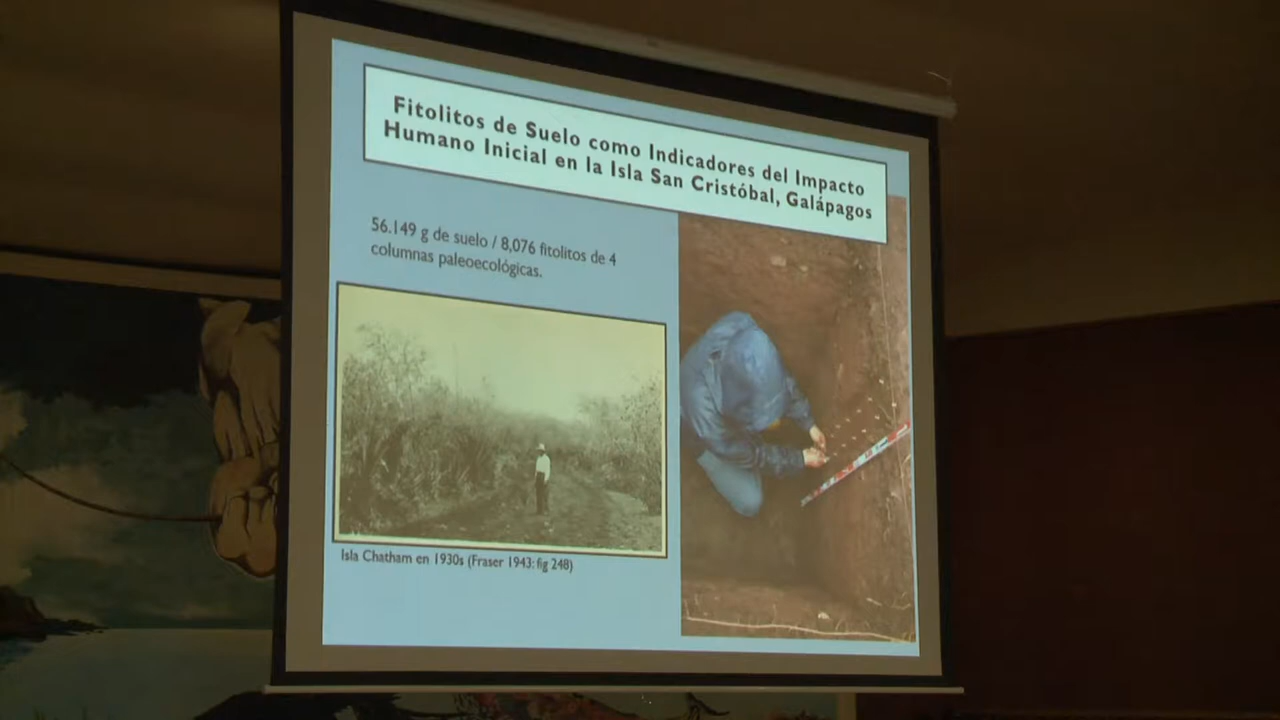 Fitolitos de Suelo como Indicadores del Impacto
Humano Inicial en la Isla San Cristóbal, Galápagos
56.149 g de suelo / 8,076 fitolitos de 4
columnas paleoecológicas.
Isla Chatham en 1930s (Fraser 1943: fig 248)